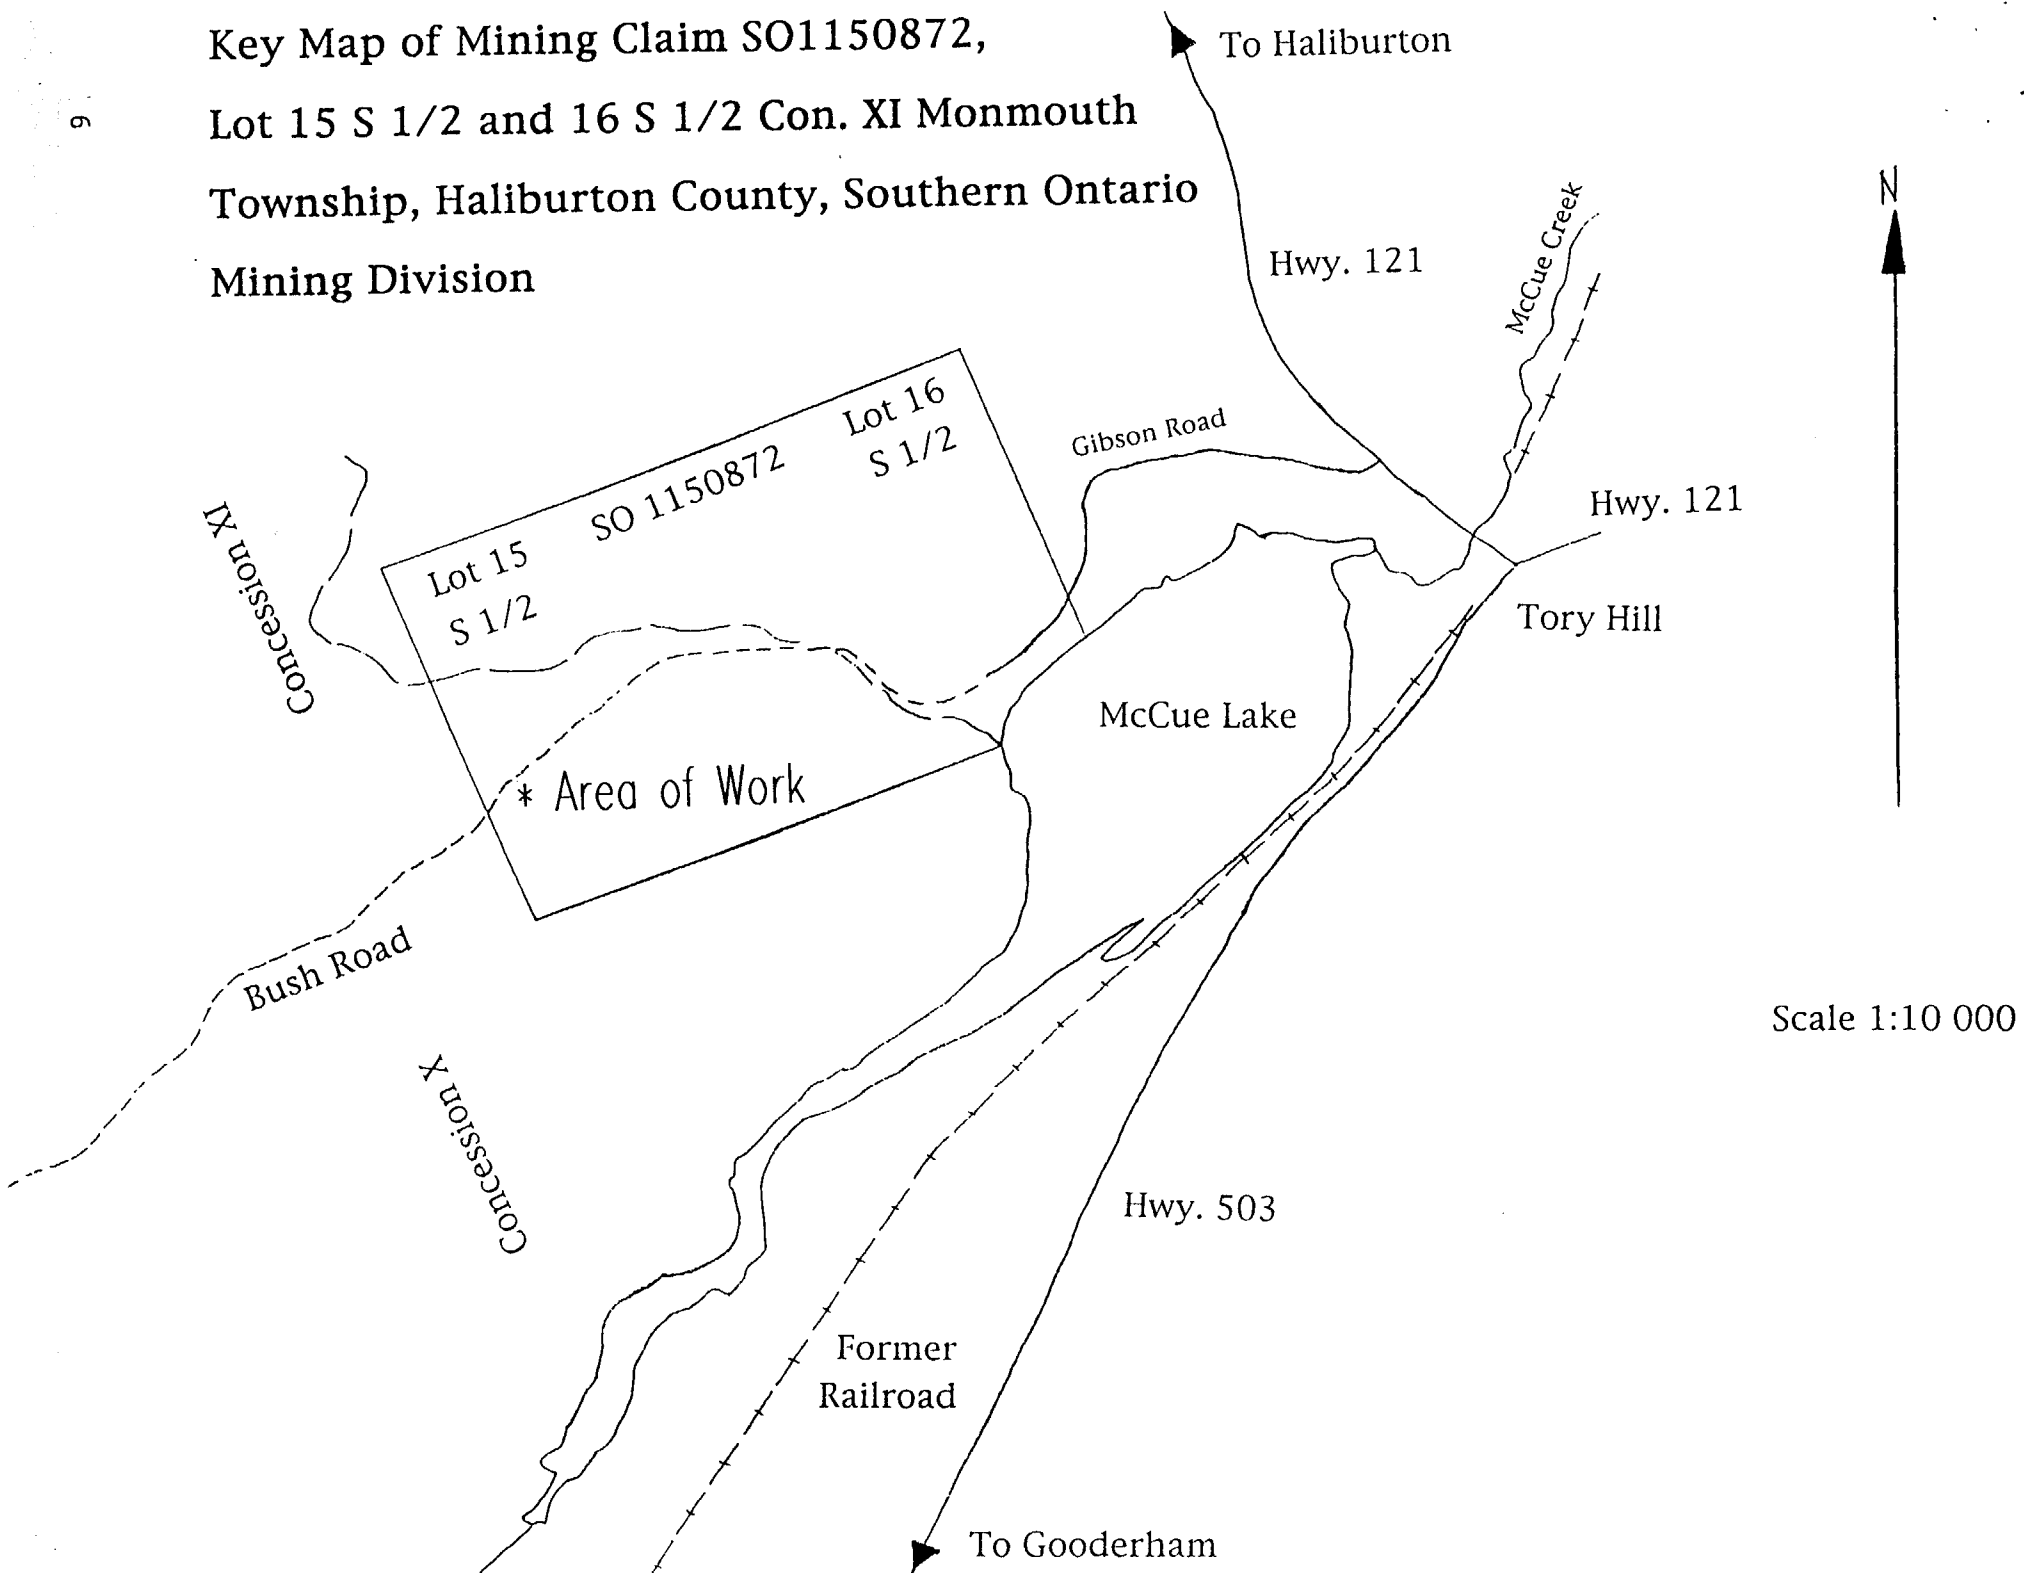 Key Map of Mining Claim SO1150872,
Lot 15 S 1/2 and 16 S 1/2 Con. XI Monmouth
Township, Haliburton County, Southern Ontario
Mining Division
6
To Haliburton
N
McCue Creek
Hwy. 121
Lot 16
S 1/2
SO 1150872
Lot 15
S 1/2
Gibson Road
Hwy. 121
Concession XI
Tory Hill
McCue Lake
* Area of Work
Bush Road
Scale 1:10 000
Concession X
Hwy. 503
Former
Railroad
To Gooderham